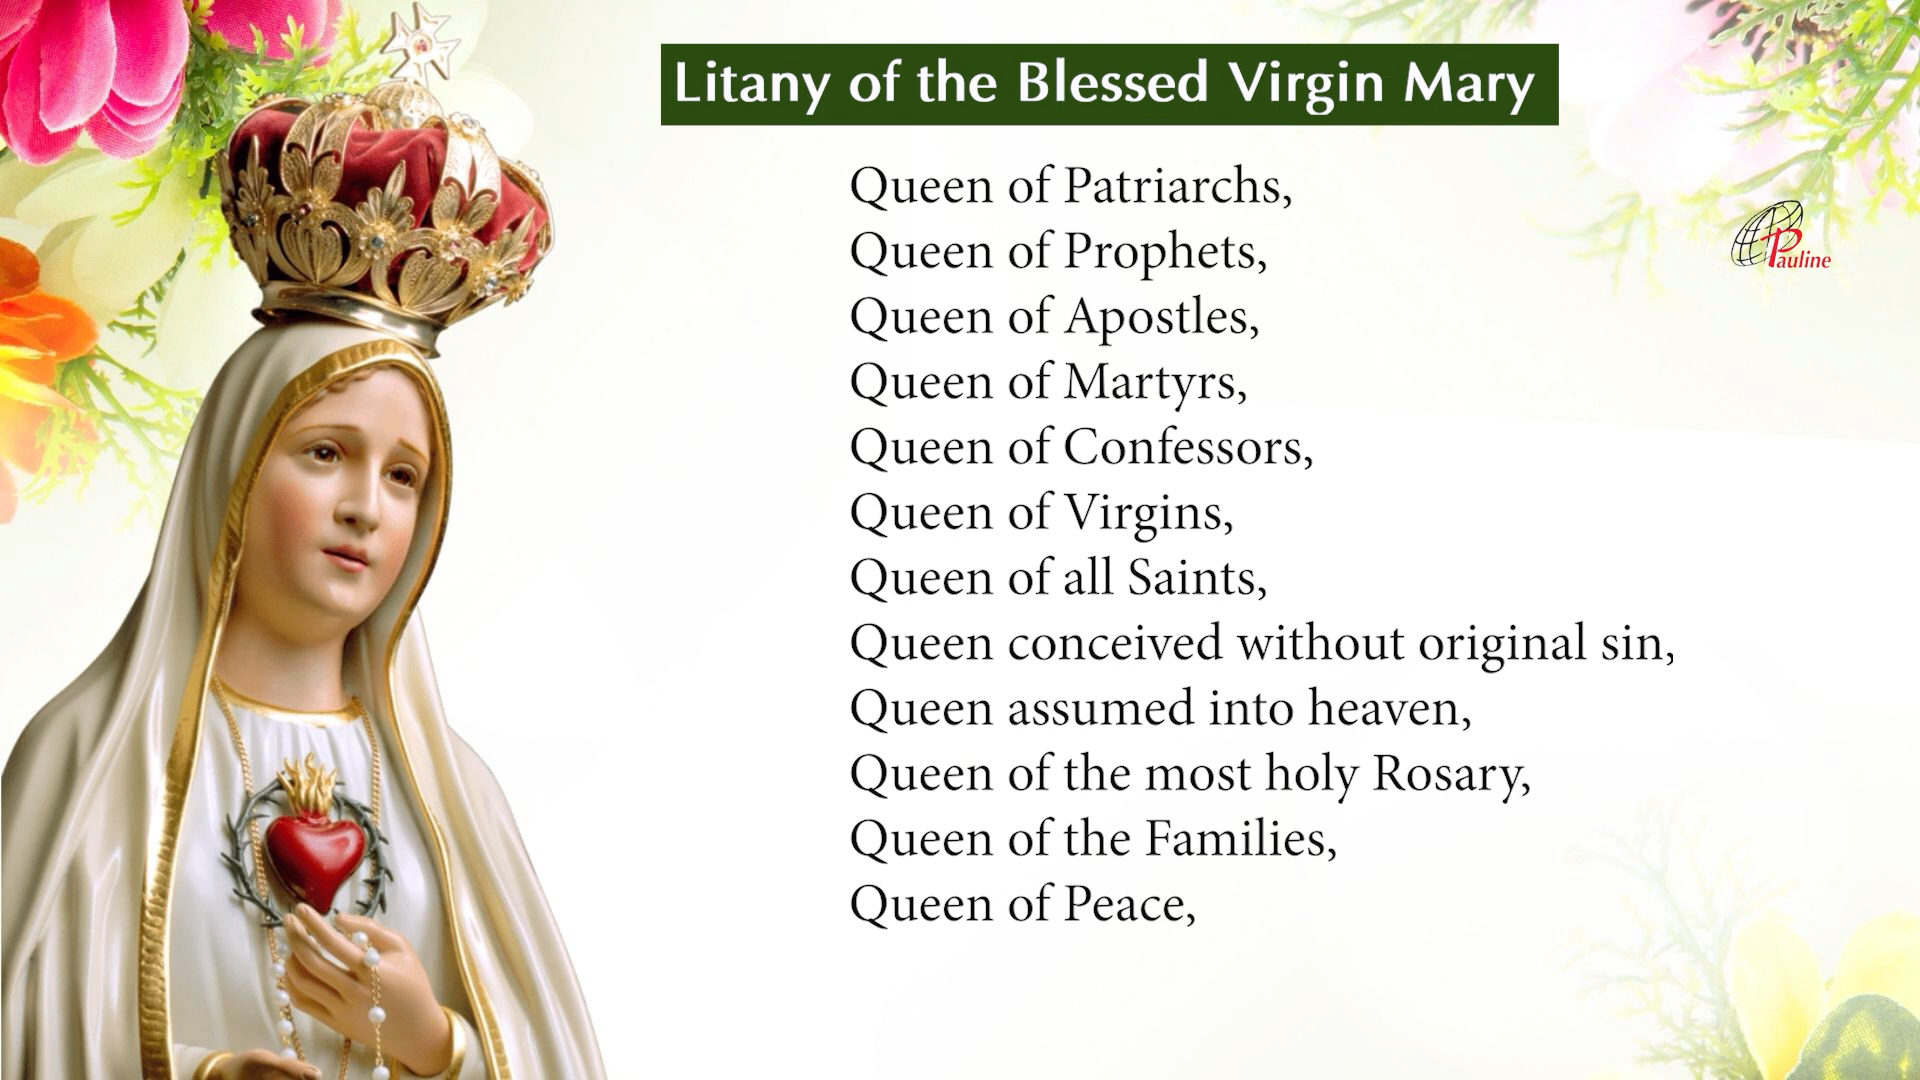 Litany of the Blessed Virgin Mary
Queen of Patriarchs,
Queen of Prophets,
Queen of Apostles,
Queen of Martyrs,
Queen of Confessors,
Queen of Virgins,
Queen of all Saints,
Queen conceived without original sin,
Queen assumed into heaven,
Queen of the most holy Rosary,
Queen of the Families,
Queen of Peace,
Pauline